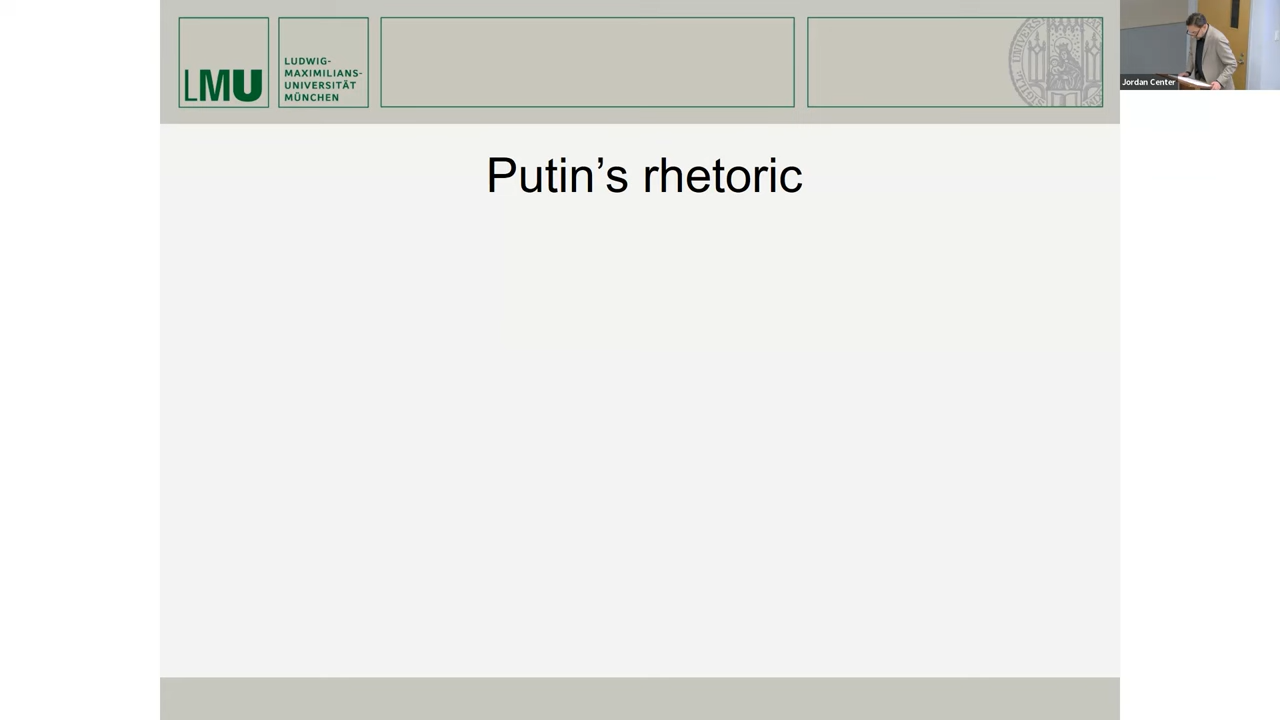 LMU
LUDWIG-
MAXIMILIANS-
UNIVERSITÄT
MÜNCHEN
Jordan Center
Putin’s rhetoric